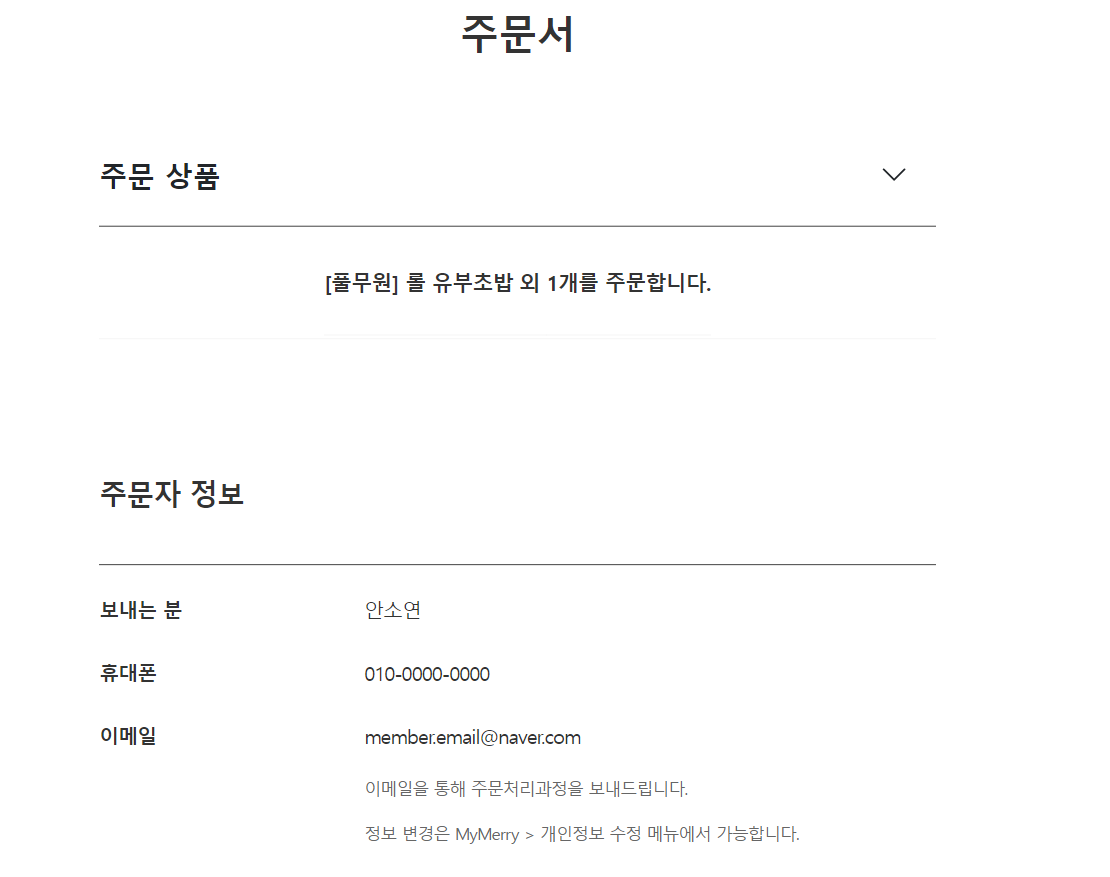 주문서
주문 상품
[풀무원] 롤 유부초밥 외 1개를 주문합니다.
주문자 정보
보내는 분 안소연
휴대폰 010-0000-0000
이메일 member.email@naver.com
이메일을 통해 주문처리과정을 보내드립니다.
정보 변경은 MyMerry > 개인정보 수정 메뉴에서 가능합니다.